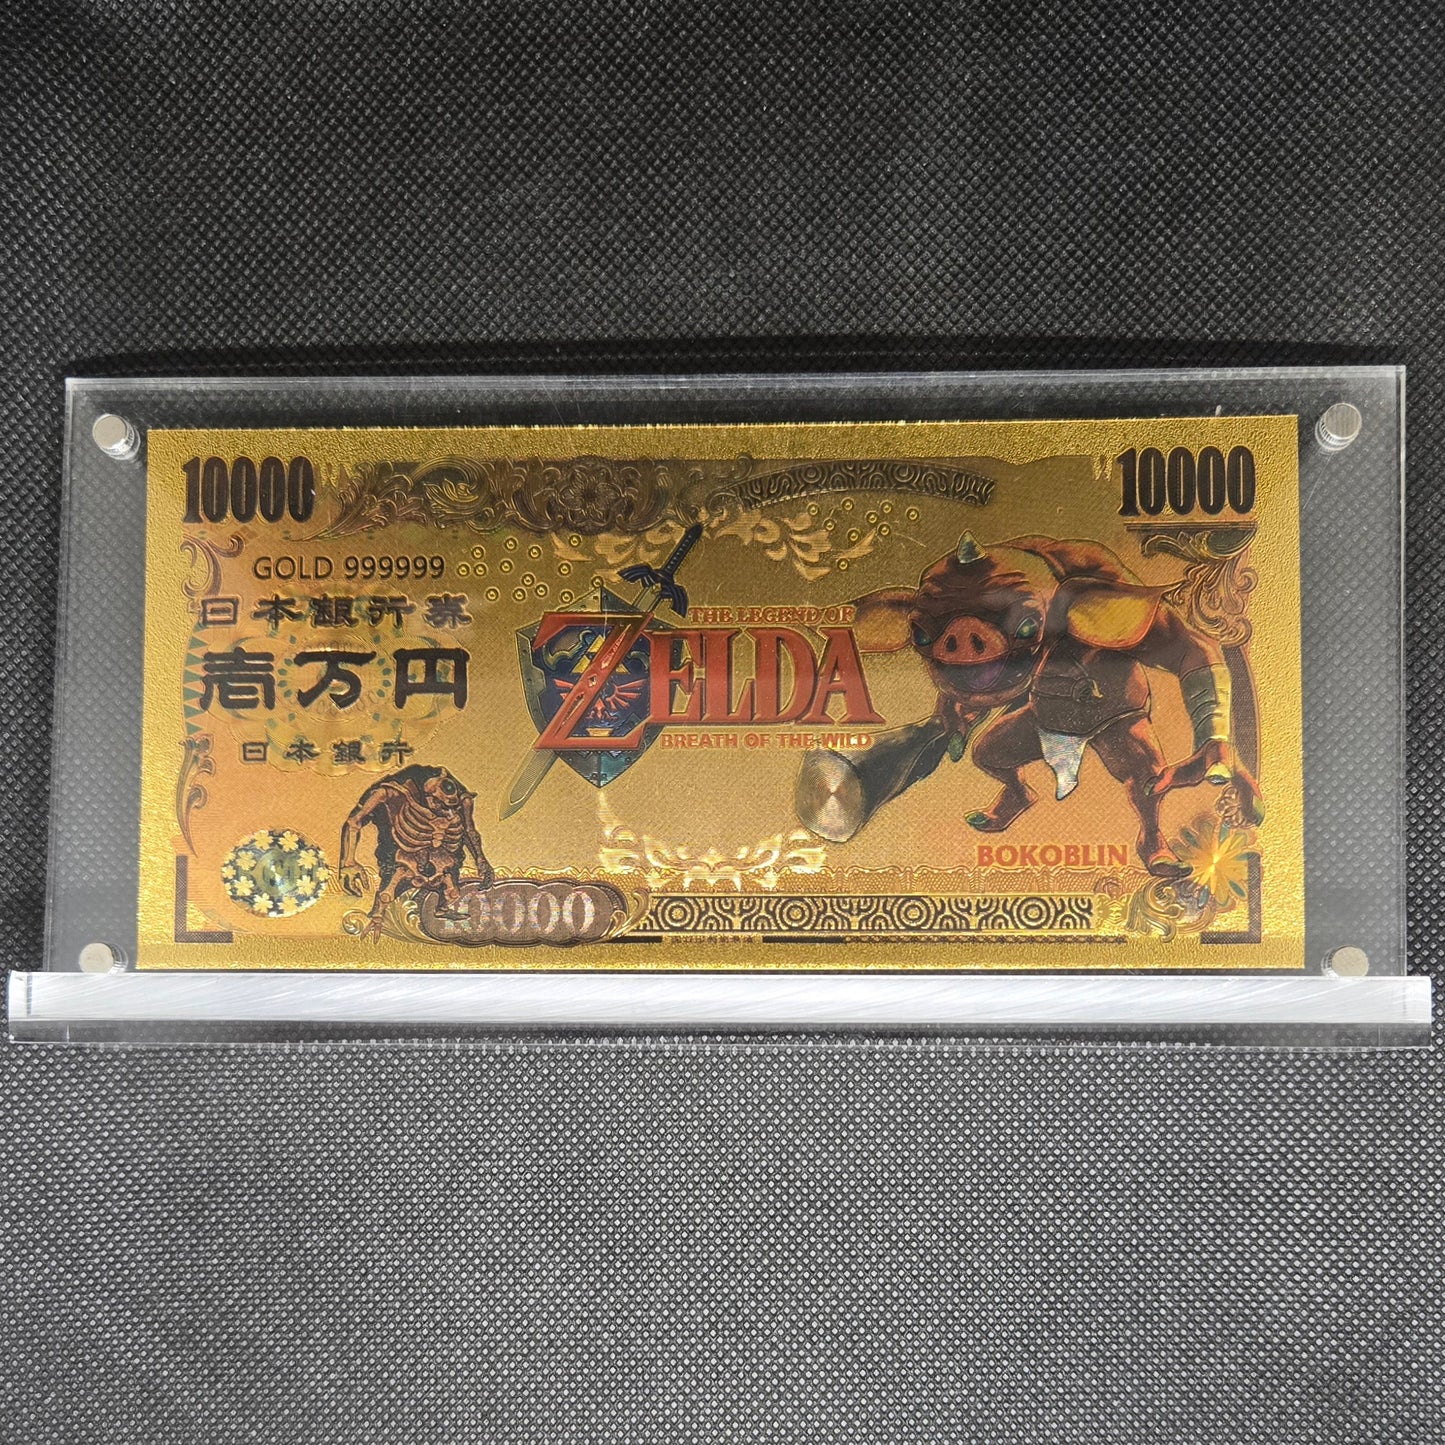 10000
10000
GOLD 999999
日本銀行券
壱万円
日本銀行
THE LEGEND OF
ZELDA
BREATH OF THE WILD
BOKOBLIN
10000